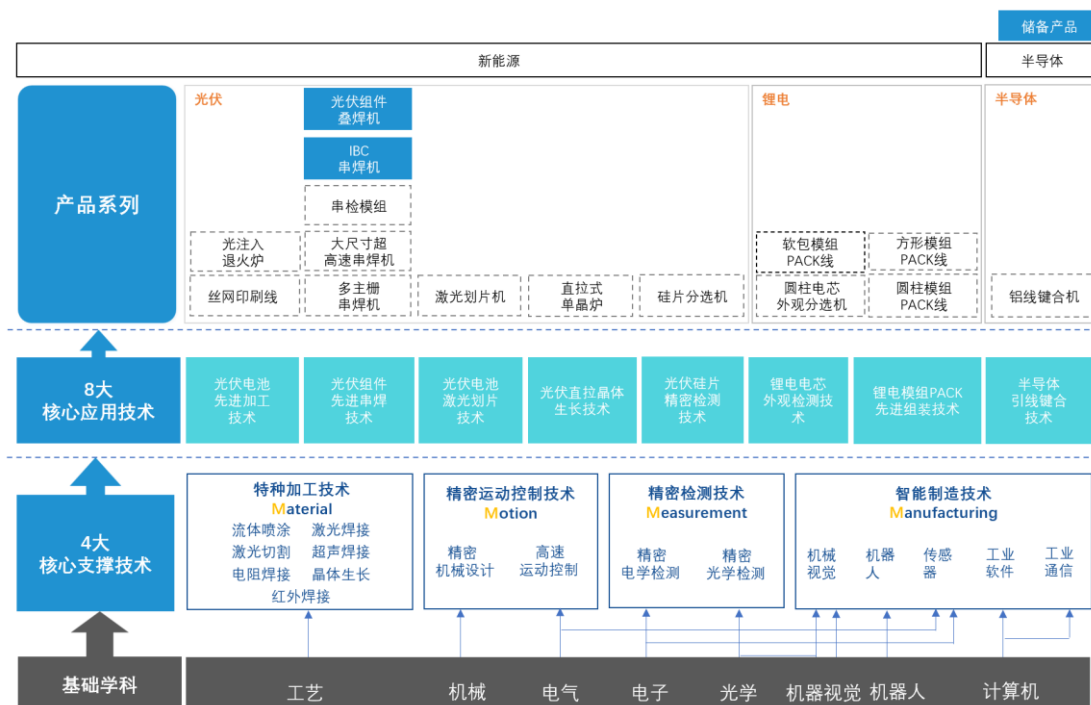 储备产品
新能源
半导体
产品系列
光伏
光伏组件
叠焊机
IBC
串焊机
串检模组
光注入
退火炉
大尺寸超
高速串焊机
丝网印刷线
多主栅
串焊机
激光划片机
直拉式
单晶炉
硅片分选机
锂电
软包模组
PACK线
方形模组
PACK线
圆柱电芯
外观分选机
圆柱模组
PACK线
半导体
铝线键合机
8大
核心应用技术
光伏电池
先进加工
技术
光伏组件
先进串焊
技术
光伏电池
激光划片
技术
光伏直拉晶体
生长技术
光伏硅片
精密检测
技术
锂电电芯
外观检测技
术
锂电模组PACK
先进组装技术
半导体
引线键合
技术
4大
核心支撑技术
特种加工技术
Material
流体喷涂 激光焊接
激光切割 超声焊接
电阻焊接 晶体生长
红外焊接
精密运动控制技术
Motion
精密
机械设计
高速
运动控制
精密检测技术
Measurement
精密
电学检测
精密
光学检测
智能制造技术
Manufacturing
机械
视觉
机器
人
传感
器
工业
软件
工业
通信
基础学科
工艺
机械
电气
电子
光学
机器视觉
机器人
计算机